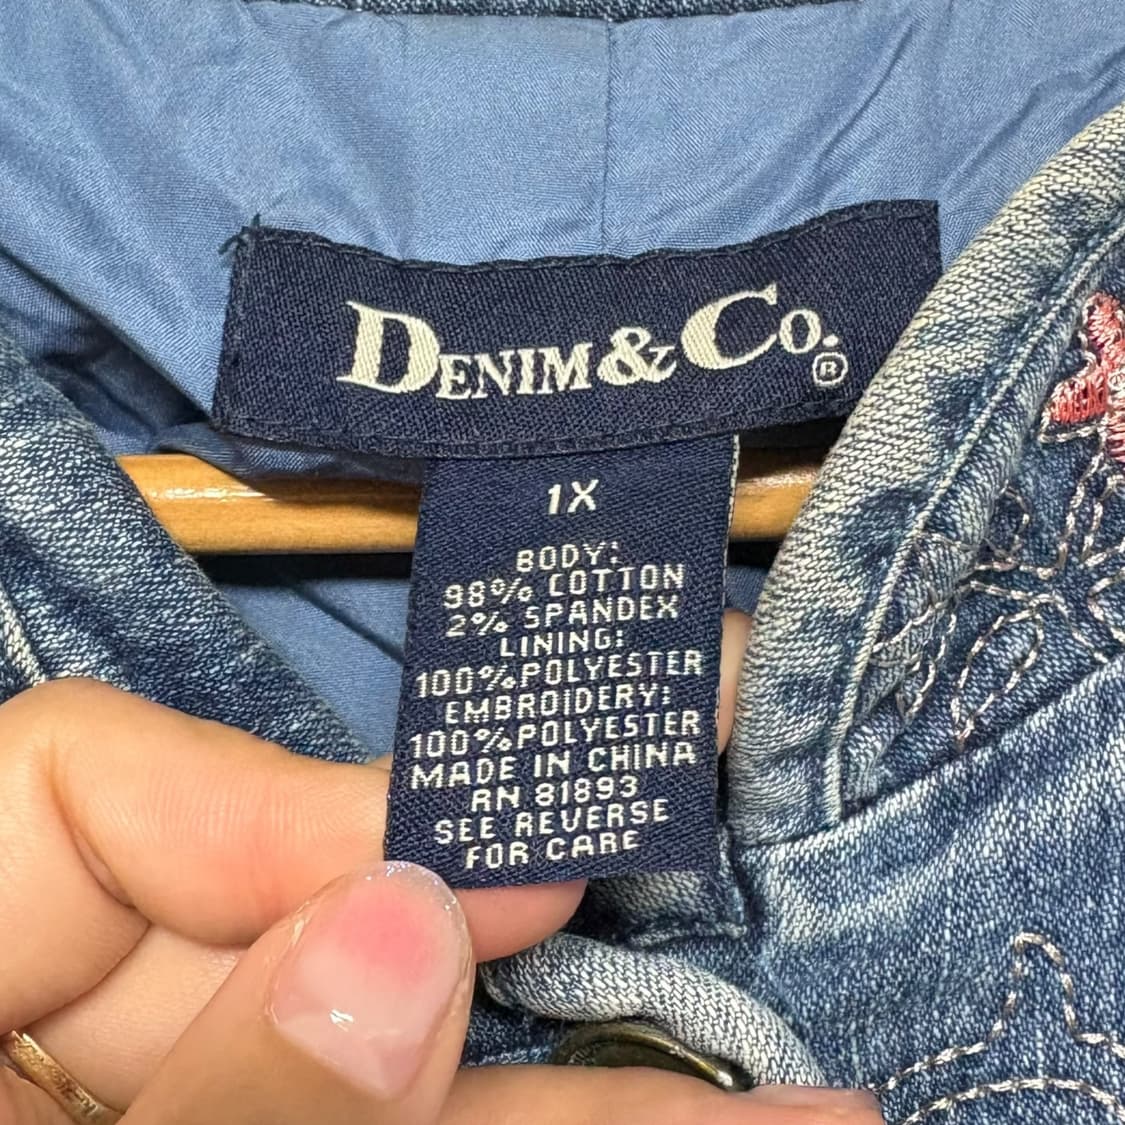 DENIM & CO.®
1X
BODY:
98% COTTON
2% SPANDEX
LINING:
100% POLYESTER
EMBROIDERY:
100% POLYESTER
MADE IN CHINA
RN 81893
SEE REVERSE
FOR CARE